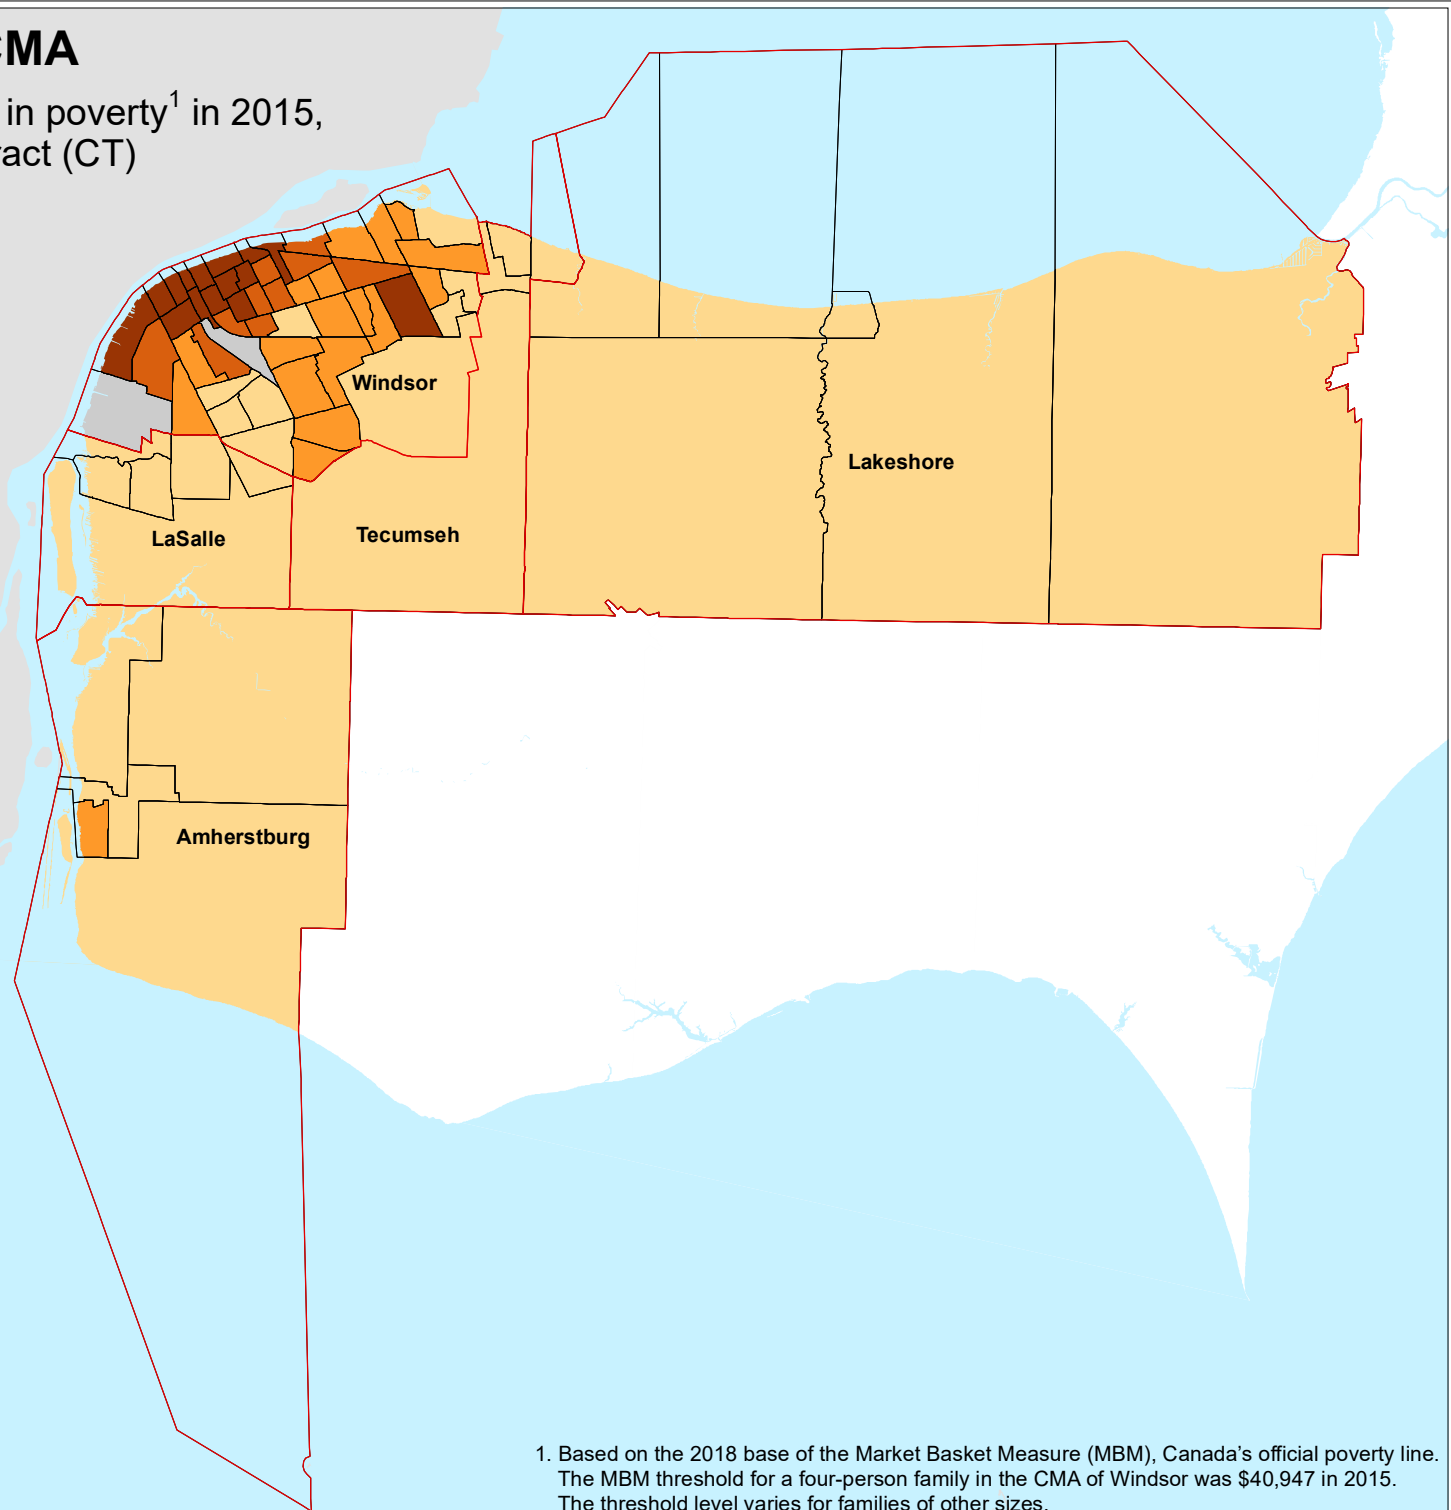 CMA
in poverty1 in 2015,
ract (CT)
Windsor
Lakeshore
LaSalle
Tecumseh
Amherstburg
1. Based on the 2018 base of the Market Basket Measure (MBM), Canada’s official poverty line.
The MBM threshold for a four-person family in the CMA of Windsor was $40,947 in 2015.
The threshold level varies for families of other sizes.